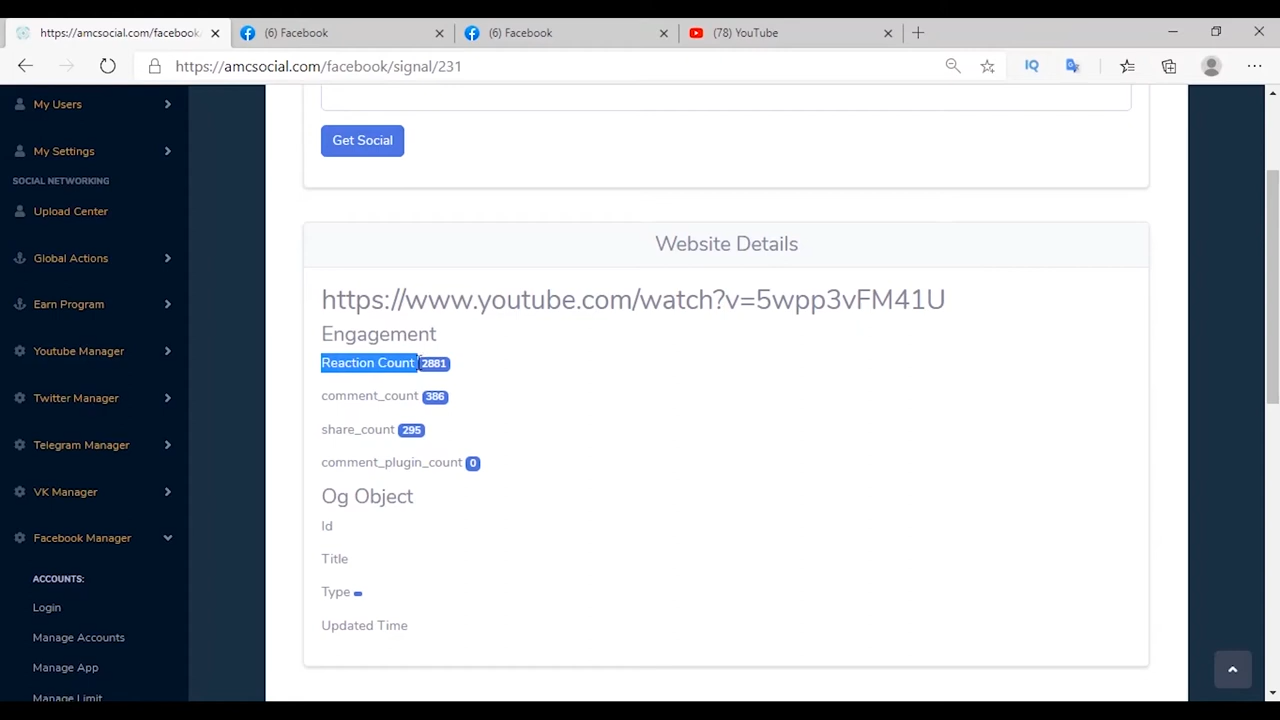 https://amcsocial.com/facebook,
(6) Facebook
(6) Facebook
(78) YouTube
https://amcsocial.com/facebook/signal/231
IQ
My Users
My Settings
SOCIAL NETWORKING
Upload Center
Global Actions
Earn Program
Youtube Manager
Twitter Manager
Telegram Manager
VK Manager
Facebook Manager
ACCOUNTS:
Login
Manage Accounts
Manage App
Manage Limit
Get Social
Website Details
https://www.youtube.com/watch?v=5wpp3vFM41U
Engagement
Reaction Count 2881
comment_count 386
share_count 295
comment_plugin_count 0
Og Object
Id
Title
Type
Updated Time